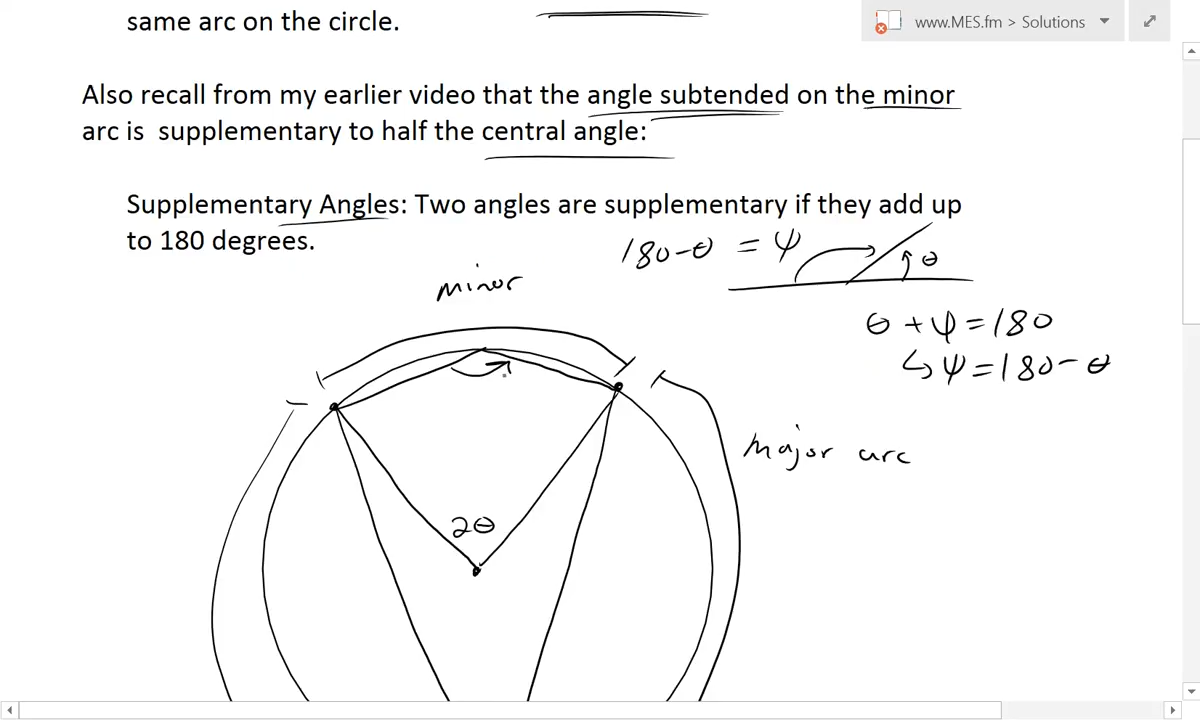 same arc on the circle.
www.MES.fm > Solutions
Also recall from my earlier video that the angle subtended on the minor
arc is supplementary to half the central angle:
Supplementary Angles: Two angles are supplementary if they add up
to 180 degrees.
180-θ = ψ
θ
minor
θ + ψ = 180
↳ ψ = 180 - θ
major arc
2θ